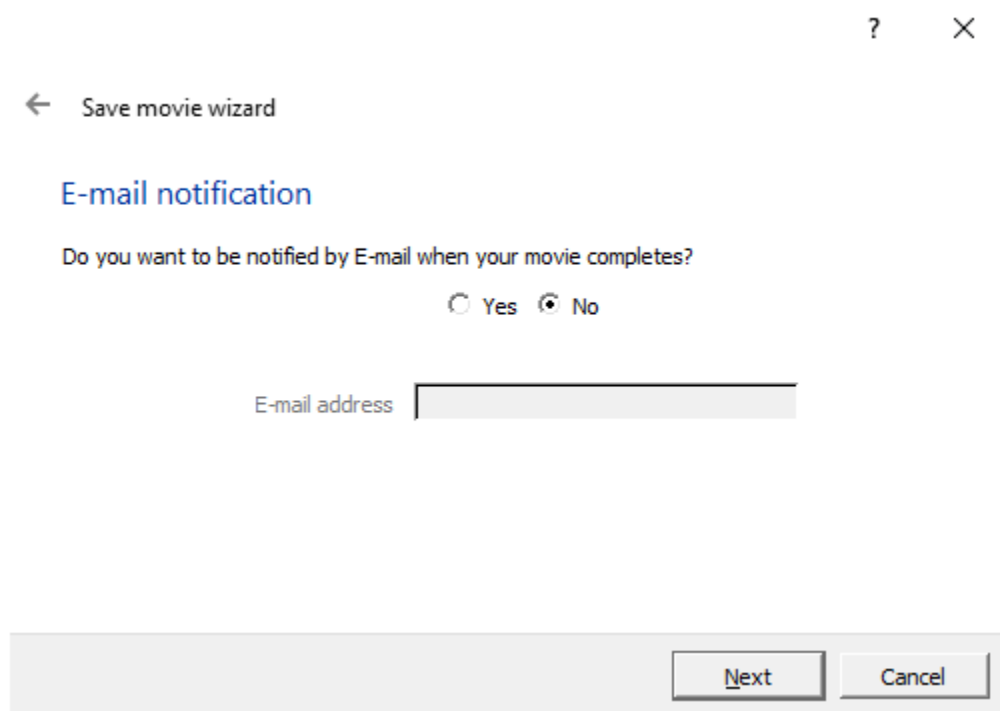 ?
Save movie wizard
E-mail notification
Do you want to be notified by E-mail when your movie completes?
Yes No
E-mail address
Next Cancel